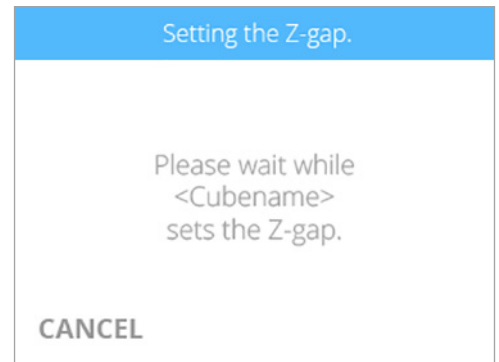 Setting the Z-gap.
Please wait while
<Cubename>
sets the Z-gap.
CANCEL